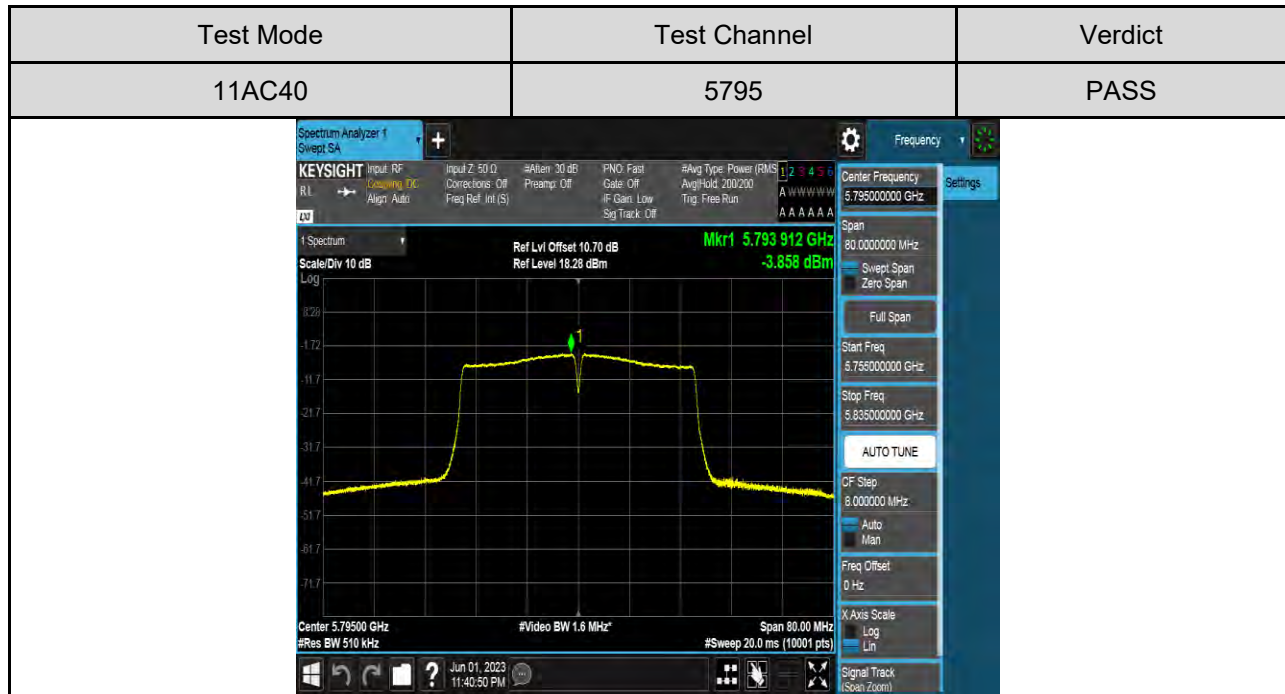 Test Mode Test Channel Verdict
11AC40 5795 PASS
Spectrum Analyzer 1
Swept SA
+
Frequency
KEYSIGHT
RL
LXI
Input: RF
Coupling: DC
Align: Auto
Input Z: 50 Ω
Corrections: Off
Freq Ref: Int (S)
#Atten: 30 dB
Preamp: Off
PNO: Fast
Gate: Off
IF Gain: Low
Sig Track: Off
#Avg Type: Power (RMS
Avg|Hold: 200/200
Trig: Free Run
1 2 3 4 5 6
A W W W W W
A A A A A A
1 Spectrum
Scale/Div 10 dB
Ref Lvl Offset 10.70 dB
Ref Level 18.28 dBm
Mkr1 5.793 912 GHz
-3.858 dBm
Log
8.28
-1.72
-11.7
-21.7
-31.7
-41.7
-51.7
-61.7
-71.7
1
Center 5.79500 GHz
#Res BW 510 kHz
#Video BW 1.6 MHz*
Span 80.00 MHz
#Sweep 20.0 ms (10001 pts)
?
Jun 01, 2023
11:40:50 PM
Center Frequency
5.795000000 GHz
Settings
Span
80.0000000 MHz
Swept Span
Zero Span
Full Span
Start Freq
5.755000000 GHz
Stop Freq
5.835000000 GHz
AUTO TUNE
CF Step
8.000000 MHz
Auto
Man
Freq Offset
0 Hz
X Axis Scale
Log
Lin
Signal Track
(Span Zoom)